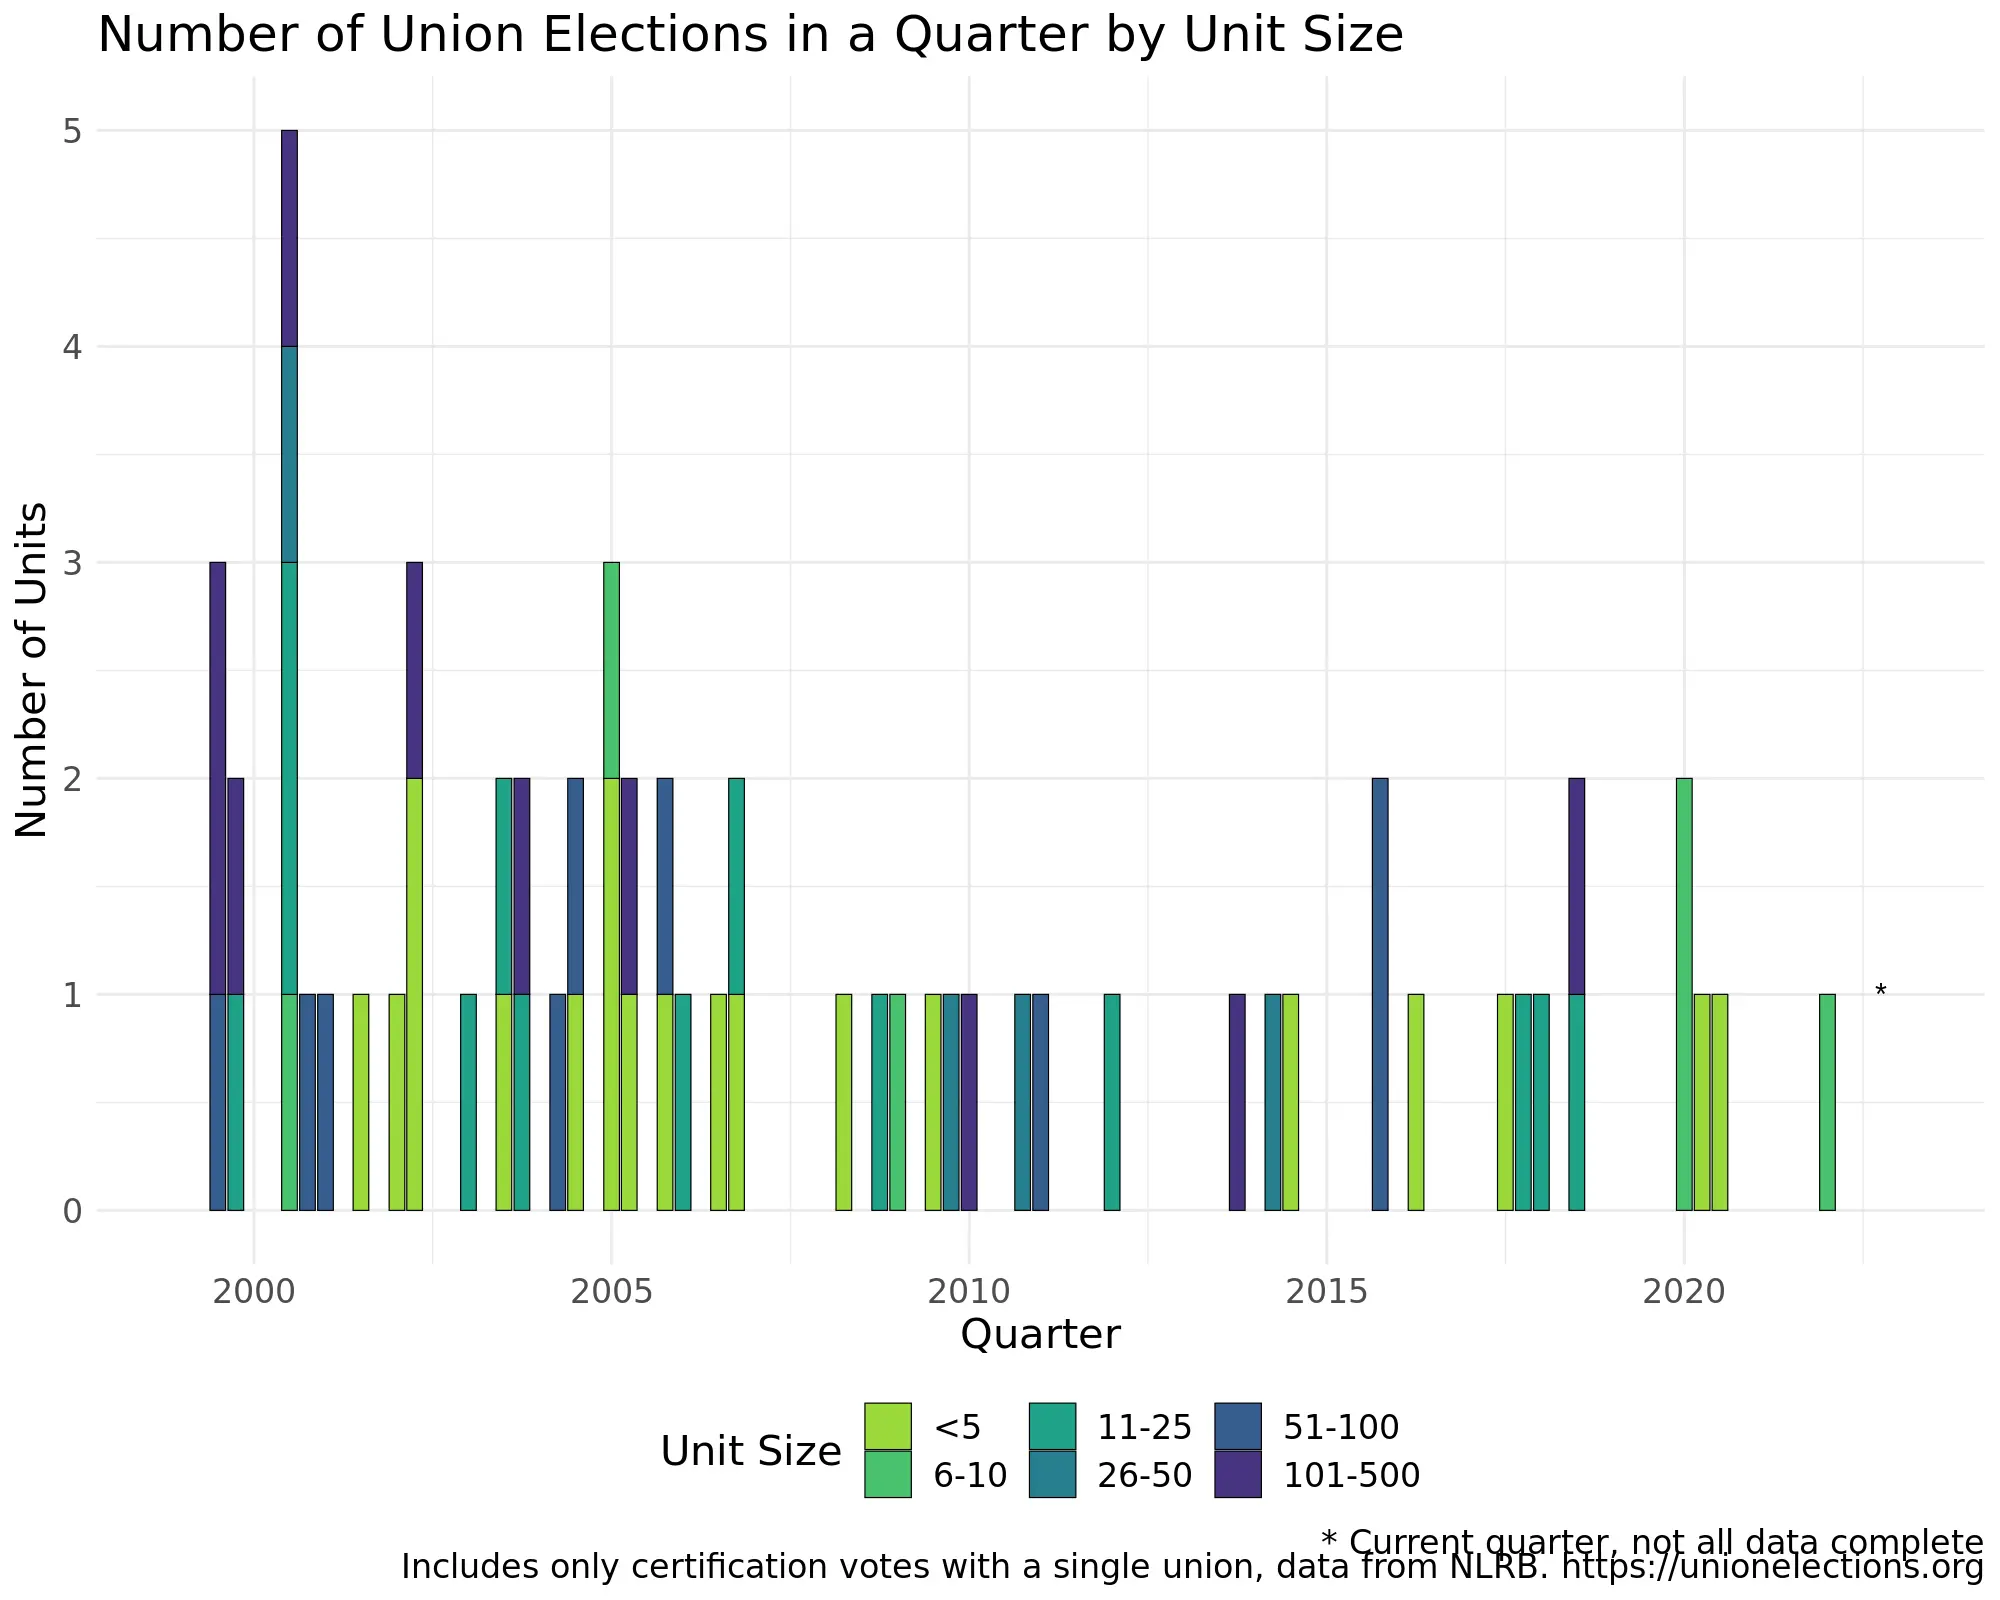 Number of Union Elections in a Quarter by Unit Size
Number of Units
5
4
3
2
1
0
*
2000 2005 2010 2015 2020
Quarter
Unit Size
<5 11-25 51-100
6-10 26-50 101-500
* Current quarter, not all data complete
Includes only certification votes with a single union, data from NLRB. https://unionelections.org